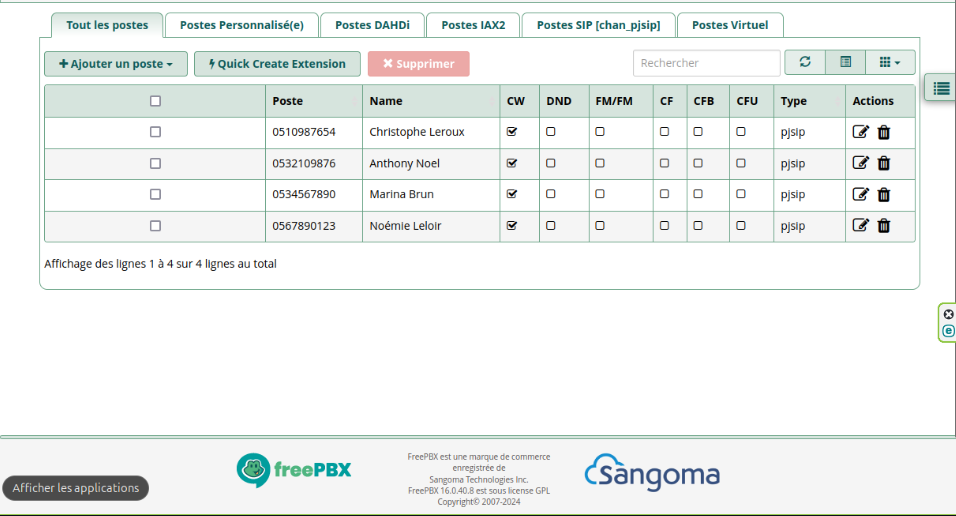 Tout les postes Postes Personnalisé(e) Postes DAHDi Postes IAX2 Postes SIP [chan_pjsip] Postes Virtuel
Ajouter un poste Quick Create Extension Supprimer Rechercher
Poste Name CW DND FM/FM CF CFB CFU Type Actions
0510987654 Christophe Leroux pjsip
0532109876 Anthony Noel pjsip
0534567890 Marina Brun pjsip
0567890123 Noémie Leloir pjsip
Affichage des lignes 1 à 4 sur 4 lignes au total
freePBX
FreePBX est une marque de commerce
enregistrée de
Sangoma Technologies Inc.
FreePBX 16.0.40.8 est sous license GPL
Copyright© 2007-2024
Sangoma
Afficher les applications
e